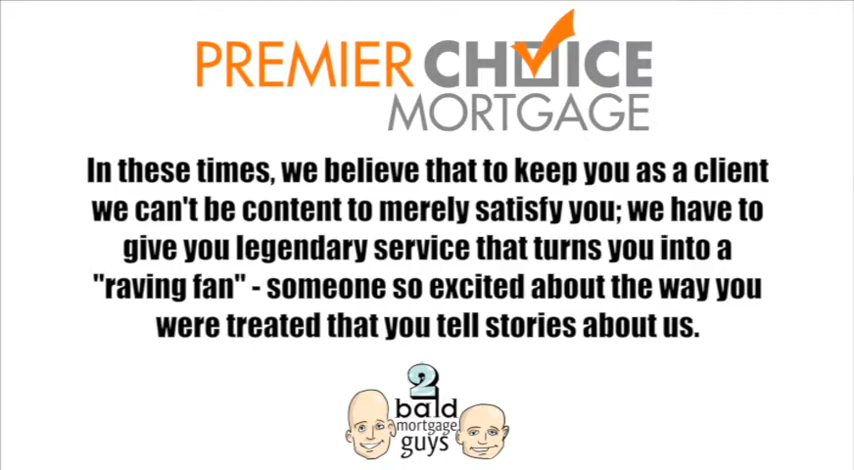 PREMIER CHOICE
MORTGAGE
In these times, we believe that to keep you as a client
we can't be content to merely satisfy you; we have to
give you legendary service that turns you into a
"raving fan" - someone so excited about the way you
were treated that you tell stories about us.
2
bald
mortgage
guys